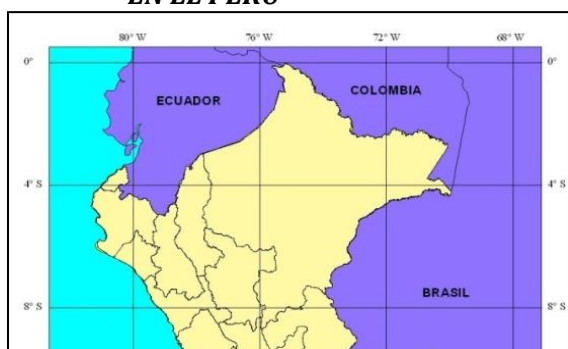 EN EL PERÚ
80° W 76° W 72° W 68° W
0° 0°
ECUADOR COLOMBIA
4° S 4° S
BRASIL
8° S 8° S